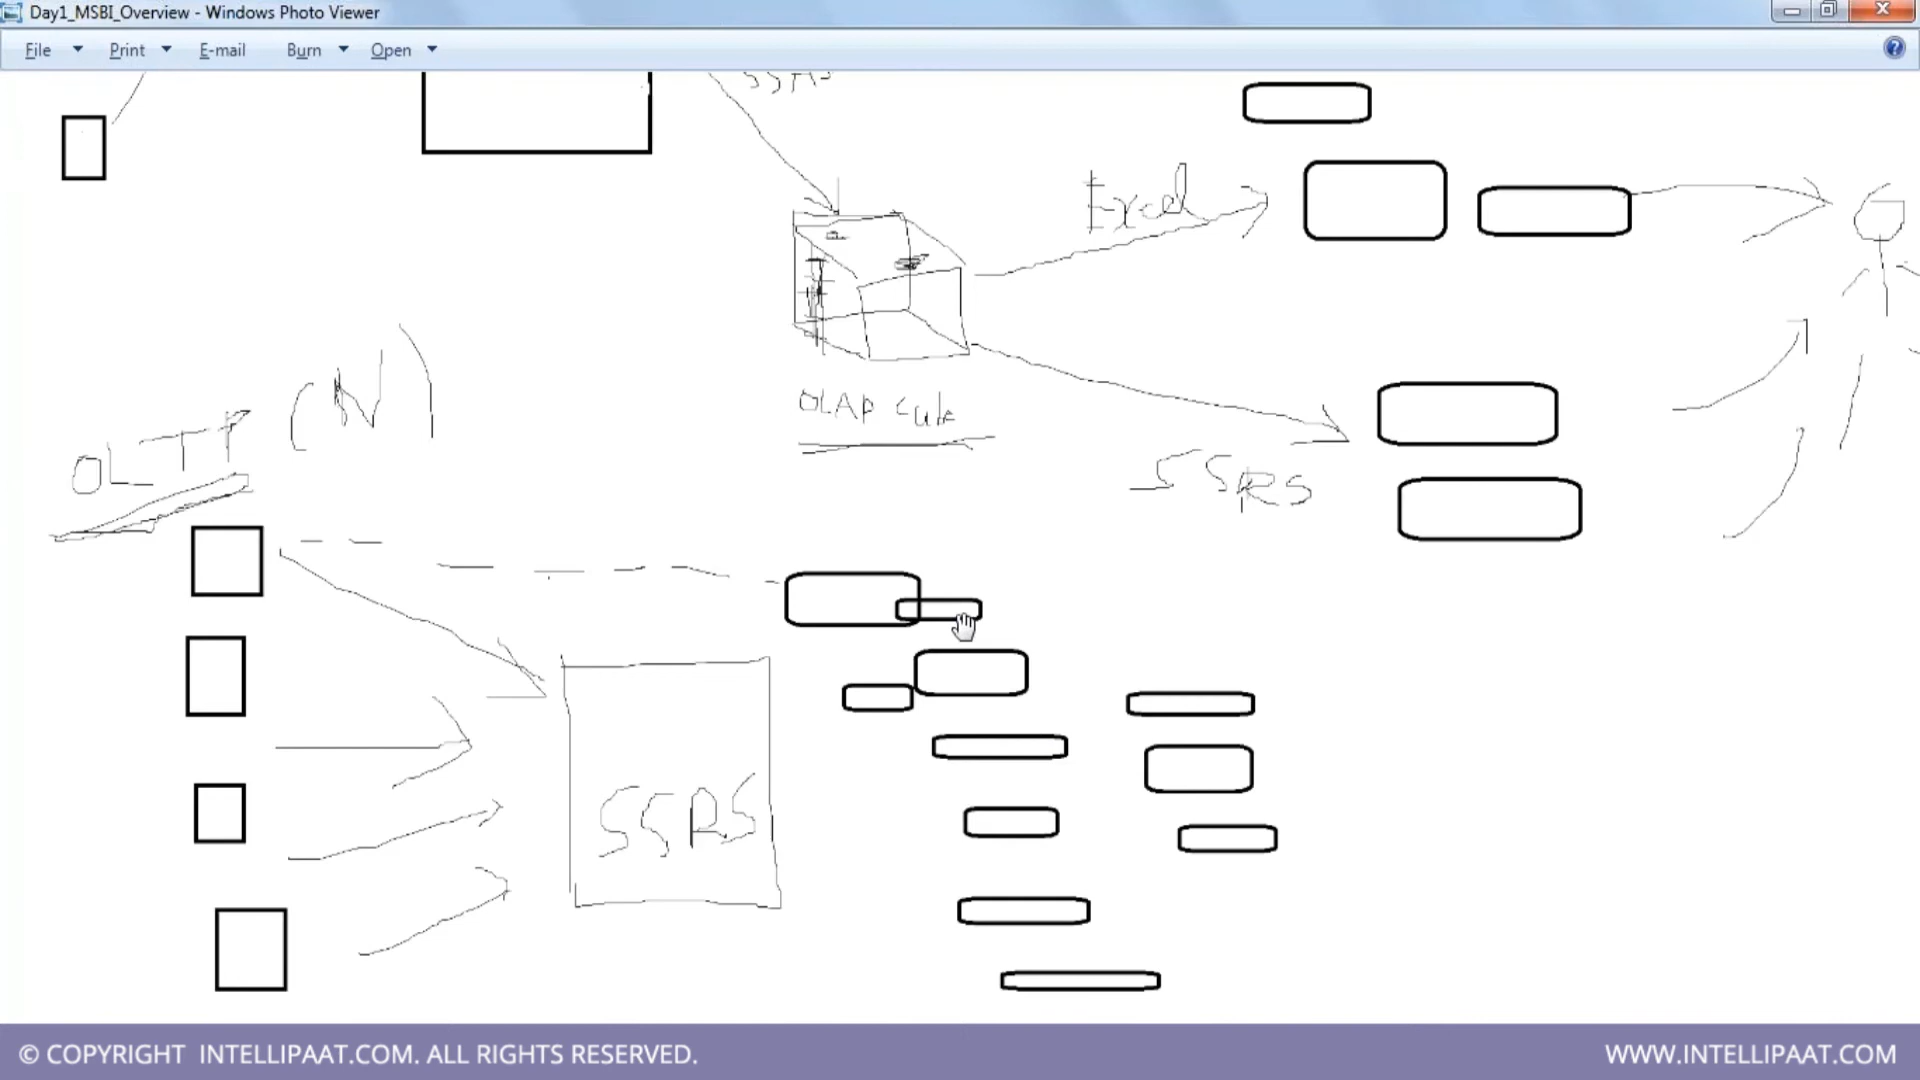 Day1_MSBI_Overview - Windows Photo Viewer
File Print E-mail Burn Open
SSAS
Excel
OLTP (N)
OLAP Cube
SSRS
SSRS
© COPYRIGHT INTELLIPAAT.COM. ALL RIGHTS RESERVED.
WWW.INTELLIPAAT.COM